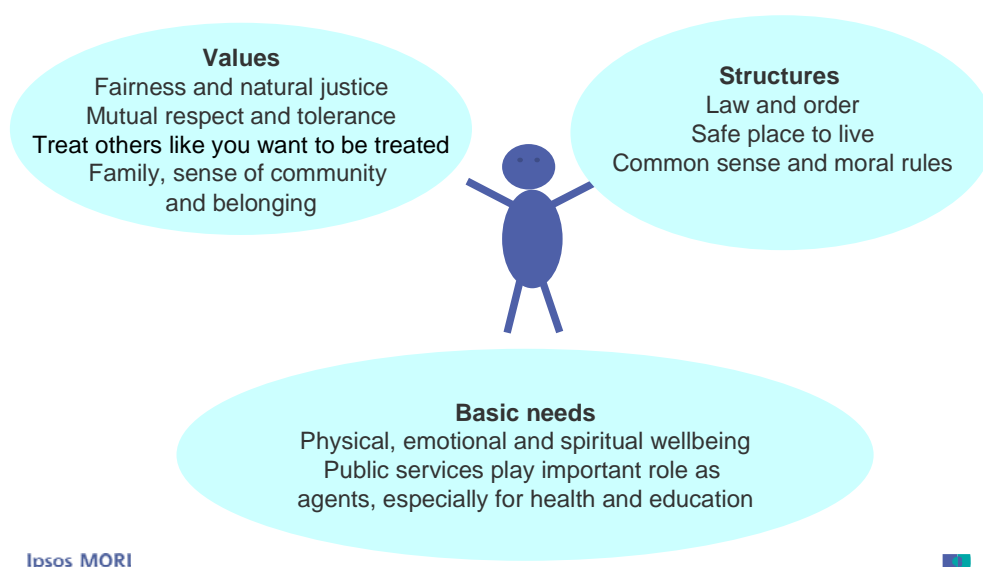 Values
Fairness and natural justice
Mutual respect and tolerance
Treat others like you want to be treated
Family, sense of community
and belonging
Structures
Law and order
Safe place to live
Common sense and moral rules
Basic needs
Physical, emotional and spiritual wellbeing
Public services play important role as
agents, especially for health and education
Ipsos MORI